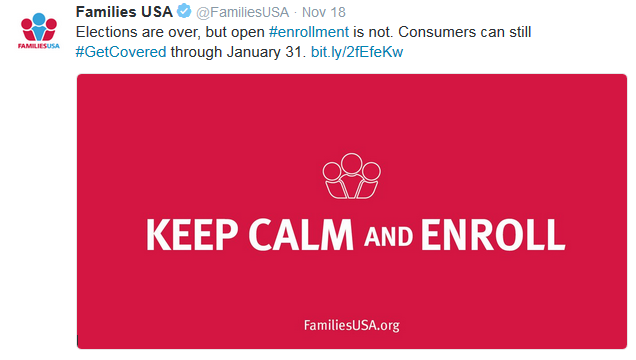 Families USA @FamiliesUSA · Nov 18
Elections are over, but open #enrollment is not. Consumers can still
#GetCovered through January 31. bit.ly/2fEfeKw
FAMILIESUSA
KEEP CALM AND ENROLL
FamiliesUSA.org